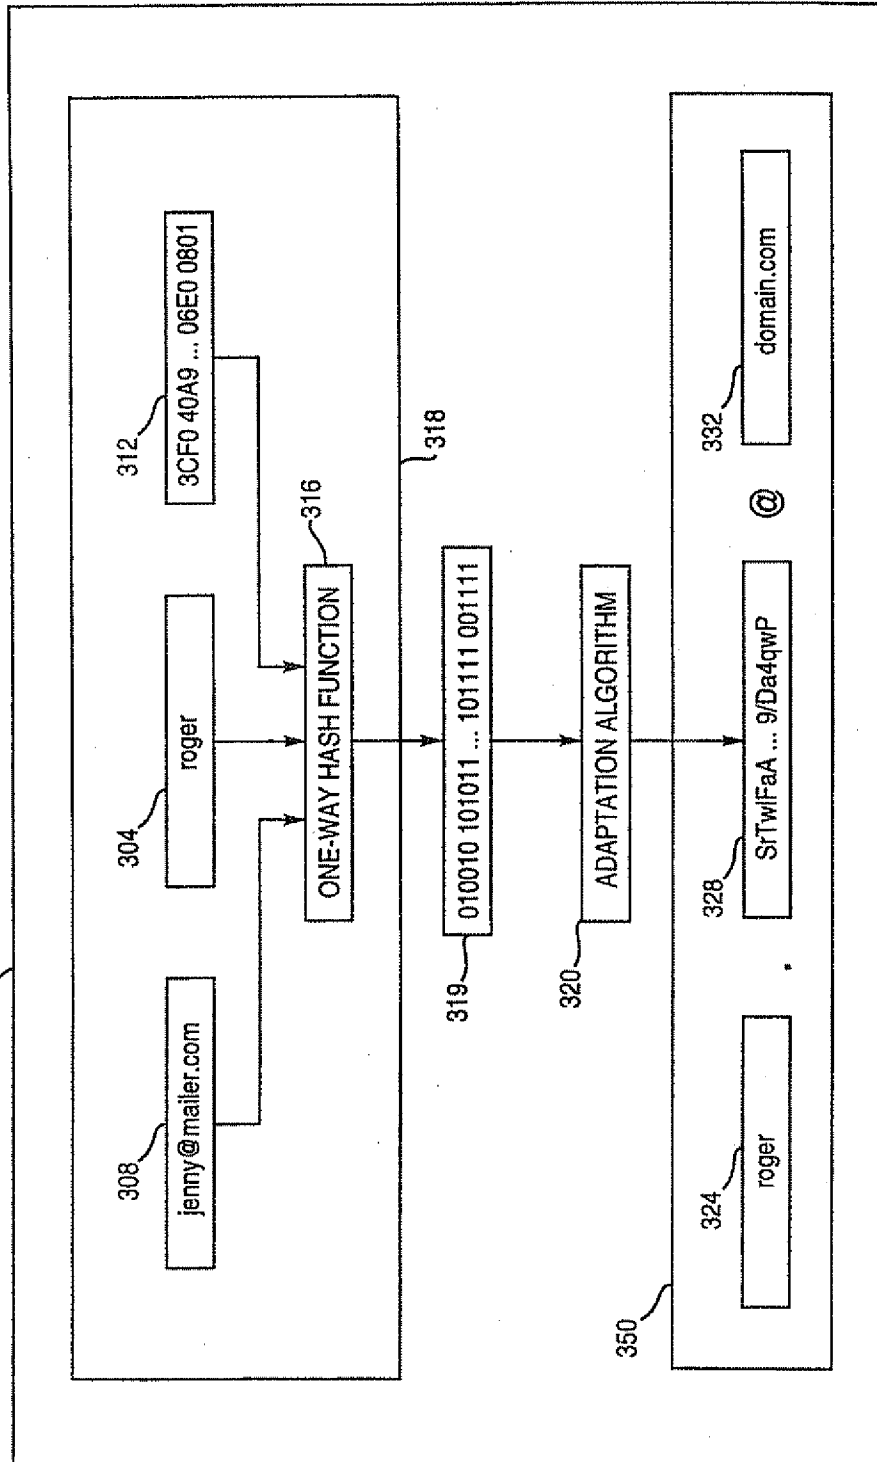 308
jenny@mailer.com
304
roger
312
3CF0 40A9 ... 06E0 0801
316
ONE-WAY HASH FUNCTION
318
319
010010 101011 ... 101111 001111
320
ADAPTATION ALGORITHM
350
324
roger
.
328
SrTwlFaA ... 9/Da4qwP
@
332
domain.com